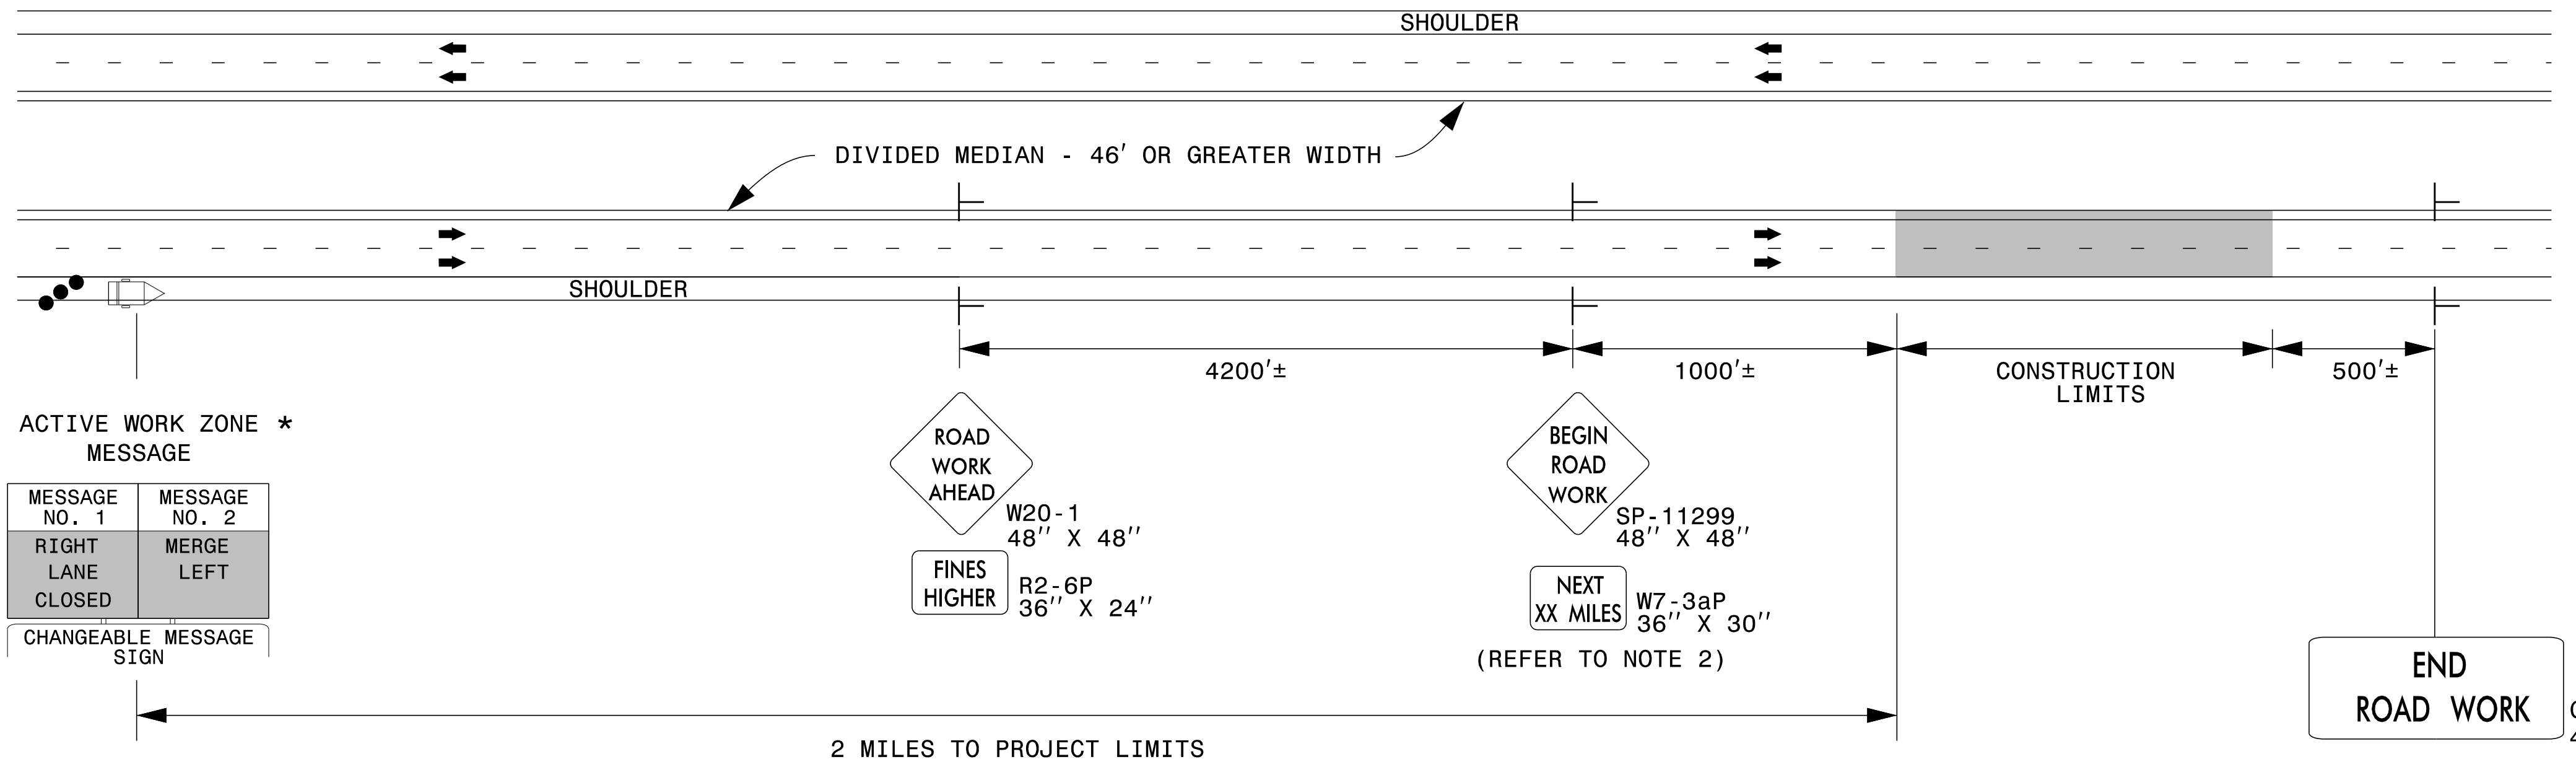 SHOULDER
DIVIDED MEDIAN - 46' OR GREATER WIDTH
SHOULDER
4200'±
1000'±
CONSTRUCTION
LIMITS
500'±
ACTIVE WORK ZONE *
MESSAGE
MESSAGE
NO. 1
MESSAGE
NO. 2
RIGHT
LANE
CLOSED
MERGE
LEFT
CHANGEABLE MESSAGE
SIGN
ROAD
WORK
AHEAD
W20-1
48'' X 48''
FINES
HIGHER
R2-6P
36'' X 24''
BEGIN
ROAD
WORK
SP-11299
48'' X 48''
NEXT
XX MILES
W7-3aP
36'' X 30''
(REFER TO NOTE 2)
END
ROAD WORK
2 MILES TO PROJECT LIMITS